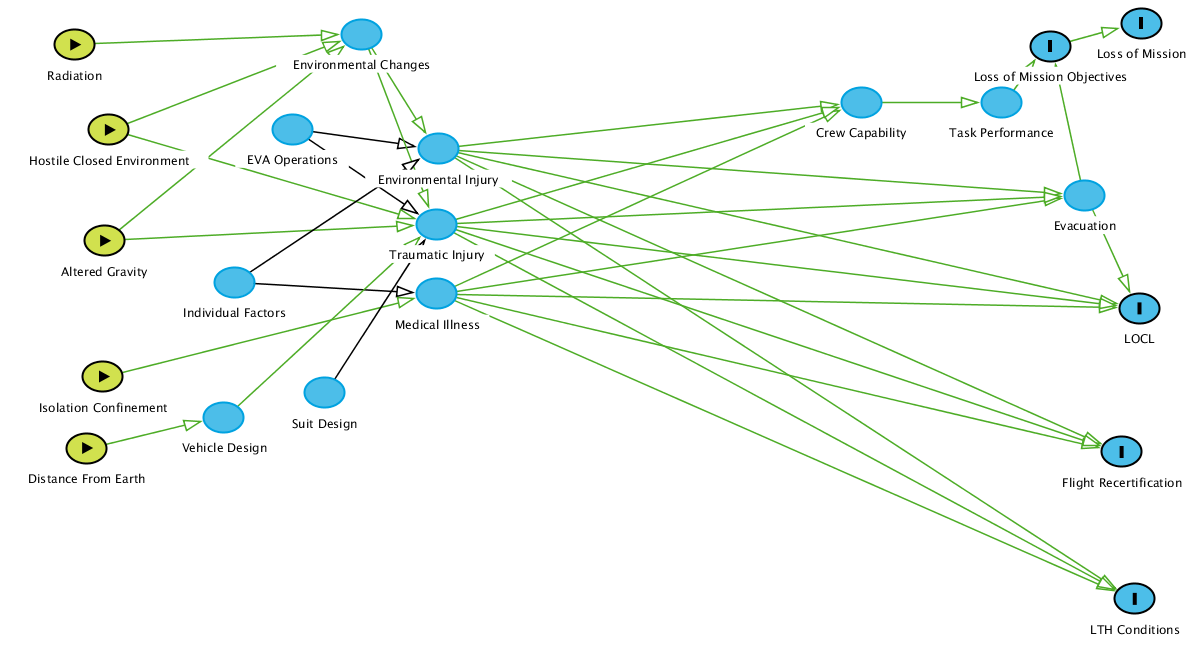 Radiation
Environmental Changes
Loss of Mission
Loss of Mission Objectives
Hostile Closed Environment
EVA Operations
Crew Capability
Task Performance
Environmental Injury
Evacuation
Altered Gravity
Traumatic Injury
Individual Factors
Medical Illness
LOCL
Isolation Confinement
Suit Design
Vehicle Design
Distance From Earth
Flight Recertification
LTH Conditions